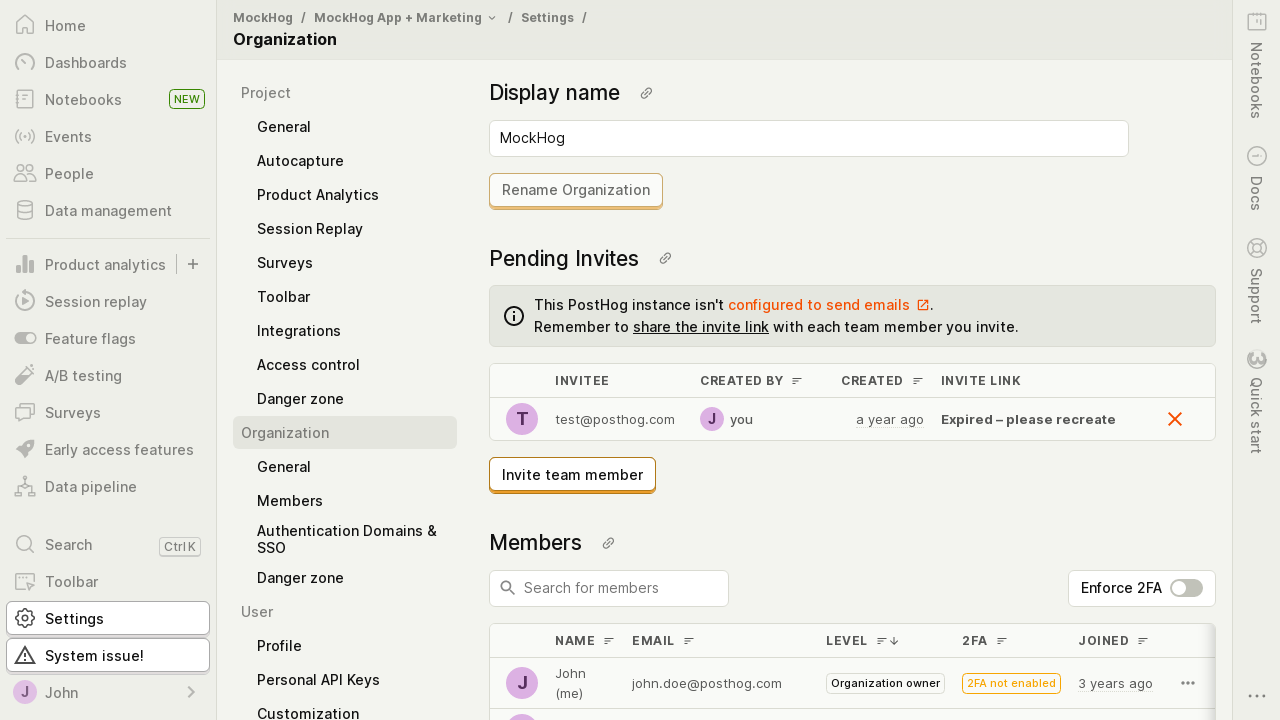 Home
Dashboards
Notebooks
NEW
Events
People
Data management
Product analytics
Session replay
Feature flags
A/B testing
Surveys
Early access features
Data pipeline
Search
Ctrl K
Toolbar
Settings
System issue!
J
John
MockHog / MockHog App + Marketing / Settings /
Organization
Project
General
Autocapture
Product Analytics
Session Replay
Surveys
Toolbar
Integrations
Access control
Danger zone
Organization
General
Members
Authentication Domains &
SSO
Danger zone
User
Profile
Personal API Keys
Customization
Display name
MockHog
Rename Organization
Pending Invites
This PostHog instance isn't configured to send emails.
Remember to share the invite link with each team member you invite.
INVITEE CREATED BY CREATED INVITE LINK
T test@posthog.com J you a year ago Expired – please recreate
Invite team member
Members
Search for members
Enforce 2FA
NAME EMAIL LEVEL 2FA JOINED
J John
(me)
john.doe@posthog.com Organization owner 2FA not enabled 3 years ago
Notebooks
Docs
Support
Quick start